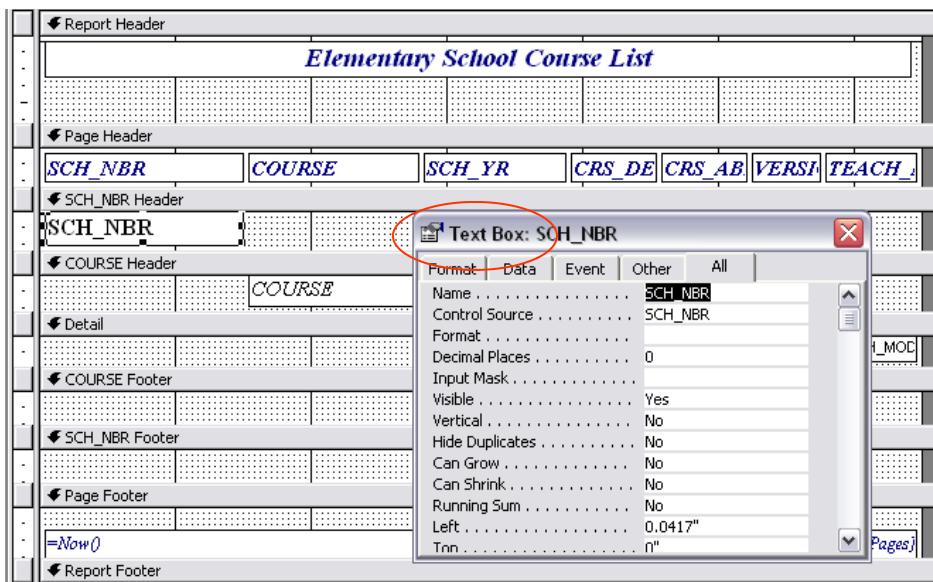 Report Header
Elementary School Course List
Page Header
SCH_NBR COURSE SCH_YR CRS_DE CRS_AB VERSI TEACH_
SCH_NBR Header
SCH_NBR
Text Box: SCH_NBR
COURSE Header
Format Data Event Other All
COURSE
Name SCH_NBR
Control Source SCH_NBR
Detail
Format
H_MOD
Decimal Places 0
COURSE Footer
Input Mask
Visible Yes
Vertical No
SCH_NBR Footer
Hide Duplicates No
Can Grow No
Can Shrink No
Page Footer
Running Sum No
Left 0.0417"
=Now()
Top 0"
Pages]
Report Footer